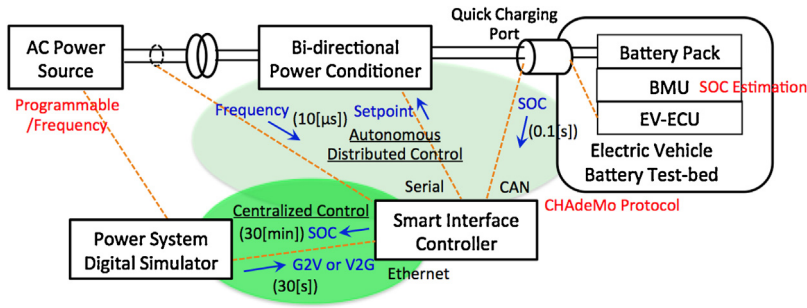 Quick Charging
Port
AC Power
Source
Bi-directional
Power Conditioner
Battery Pack
BMU
SOC Estimation
EV-ECU
Electric Vehicle
Battery Test-bed
Programmable
/Frequency
Frequency
(10[μs])
Setpoint
SOC
(0.1[s])
Autonomous
Distributed Control
Serial
CAN
CHAdeMo Protocol
Centralized Control
(30[min]) SOC
Smart Interface
Controller
Power System
Digital Simulator
G2V or V2G
(30[s])
Ethernet